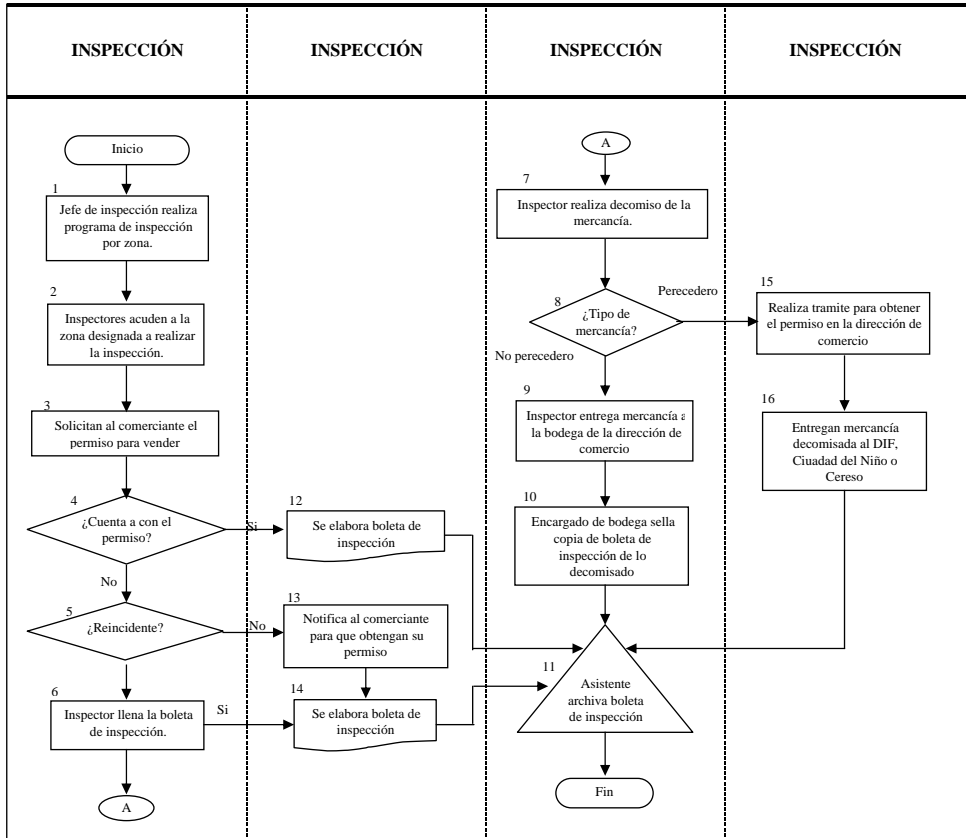 INSPECCIÓN
INSPECCIÓN
INSPECCIÓN
INSPECCIÓN
Inicio
1
Jefe de inspección realiza
programa de inspección
por zona.
2
Inspectores acuden a la
zona designada a realizar
la inspección.
3
Solicitan al comerciante el
permiso para vender
4
¿Cuenta a con el
permiso?
Si
No
5
¿Reincidente?
No
6
Inspector llena la boleta
de inspección.
Si
A
12
Se elabora boleta de
inspección
13
Notifica al comerciante
para que obtengan su
permiso
14
Se elabora boleta de
inspección
A
7
Inspector realiza decomiso de la
mercancía.
8
¿Tipo de
mercancía?
Perecedero
No perecedero
9
Inspector entrega mercancía a
la bodega de la dirección de
comercio
10
Encargado de bodega sella
copia de boleta de
inspección de lo
decomisado
11
Asistente
archiva boleta
de inspección
Fin
15
Realiza tramite para obtener
el permiso en la dirección de
comercio
16
Entregan mercancía
decomisada al DIF,
Ciuadad del Niño o
Cereso